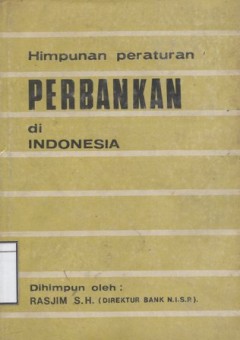 Himpunan peraturan
PERBANKAN
di
INDONESIA
Dihimpun oleh :
RASJIM S.H. (DIREKTUR BANK N.I.S.P.).